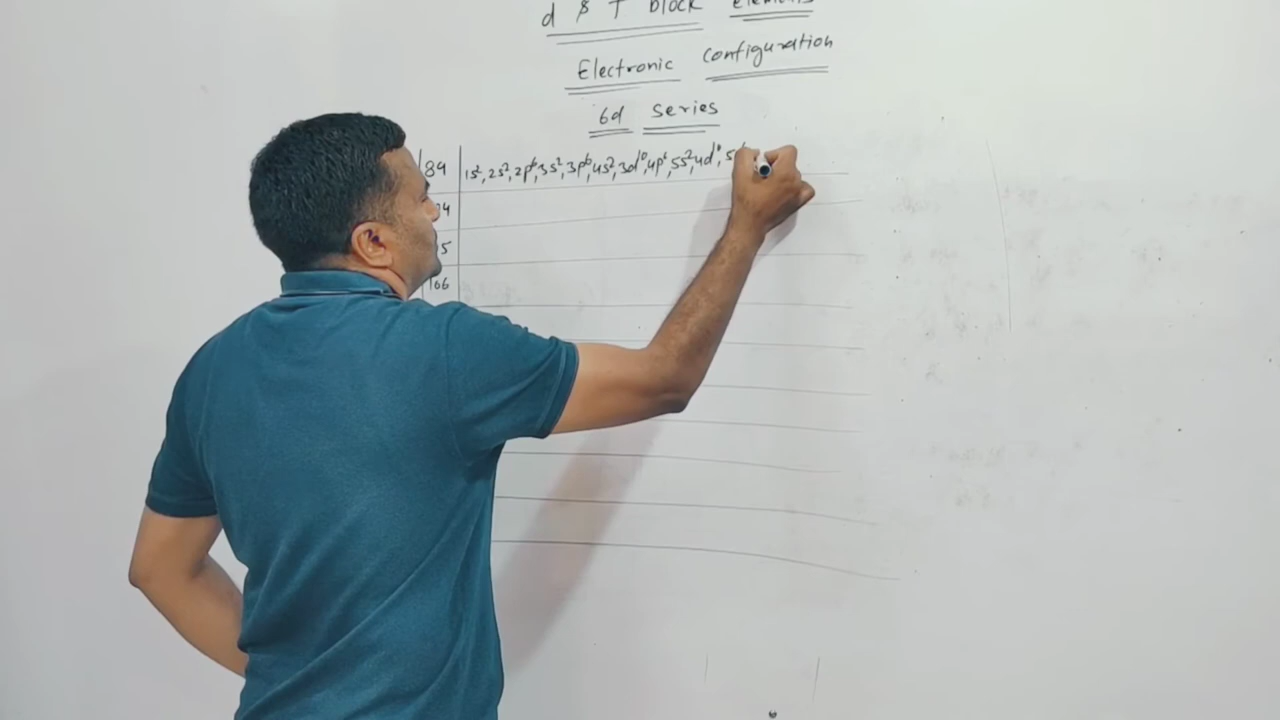 d & f Block elements
Electronic Configuration
6d Series
89 1s², 2s², 2p⁶, 3s², 3p⁶, 4s², 3d¹⁰, 4p⁶, 5s², 4d¹⁰, 5
04
5
106